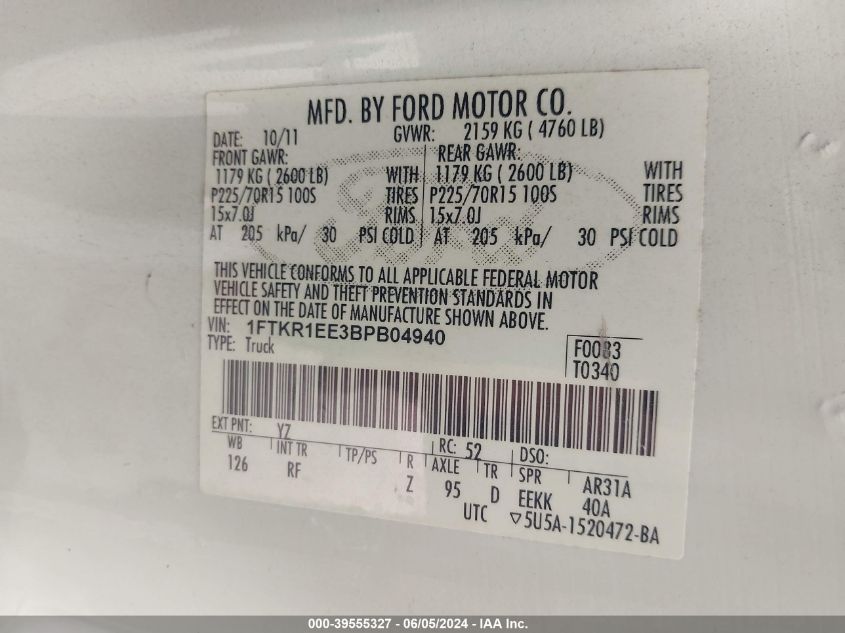 MFD. BY FORD MOTOR CO.
DATE: 10/11 GVWR: 2159 KG ( 4760 LB)
FRONT GAWR: REAR GAWR:
1179 KG ( 2600 LB) WITH 1179 KG ( 2600 LB) WITH
P225/70R15 100S TIRES P225/70R15 100S TIRES
15x7.0J RIMS 15x7.0J RIMS
AT 205 kPa/ 30 PSI COLD AT 205 kPa/ 30 PSI COLD
THIS VEHICLE CONFORMS TO ALL APPLICABLE FEDERAL MOTOR
VEHICLE SAFETY AND THEFT PREVENTION STANDARDS IN
EFFECT ON THE DATE OF MANUFACTURE SHOWN ABOVE.
VIN: 1FTKR1EE3BPB04940
TYPE: Truck
F0083
T0340
EXT PNT: YZ RC: 52 DSO:
WB INT TR TP/PS R AXLE TR SPR AR31A
126 RF Z 95 D EEKK 40A
UTC ▽5U5A-1520472-BA
000-39555327 - 06/05/2024 - IAA Inc.